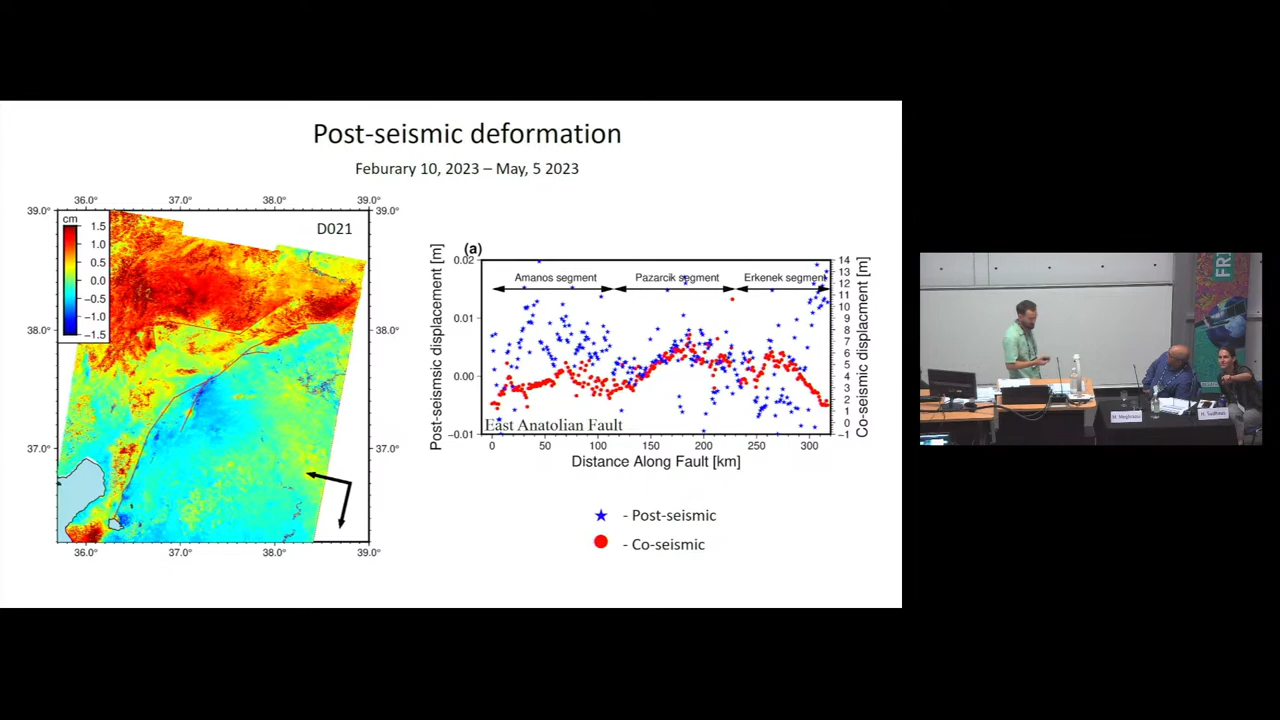 Post-seismic deformation
Feburary 10, 2023 – May, 5 2023
36.0° 37.0° 38.0° 39.0°
39.0° 39.0°
cm
D021
1.5
1.0
0.5
0.0
−0.5
−1.0
−1.5
38.0° 38.0°
37.0° 37.0°
36.0° 37.0° 38.0° 39.0°
(a)
Post-seismsic displacement [m]
0.02
0.01
0.00
−0.01
Amanos segment
Pazarcik segment
Erkenek segment
East Anatolian Fault
14
13
12
11
10
9
8
7
6
5
4
3
2
1
0
−1
Co-seismic displacement [m]
0 50 100 150 200 250 300
Distance Along Fault [km]
- Post-seismic
- Co-seismic
FRI
M. Meghraoui
H. Sudhaus